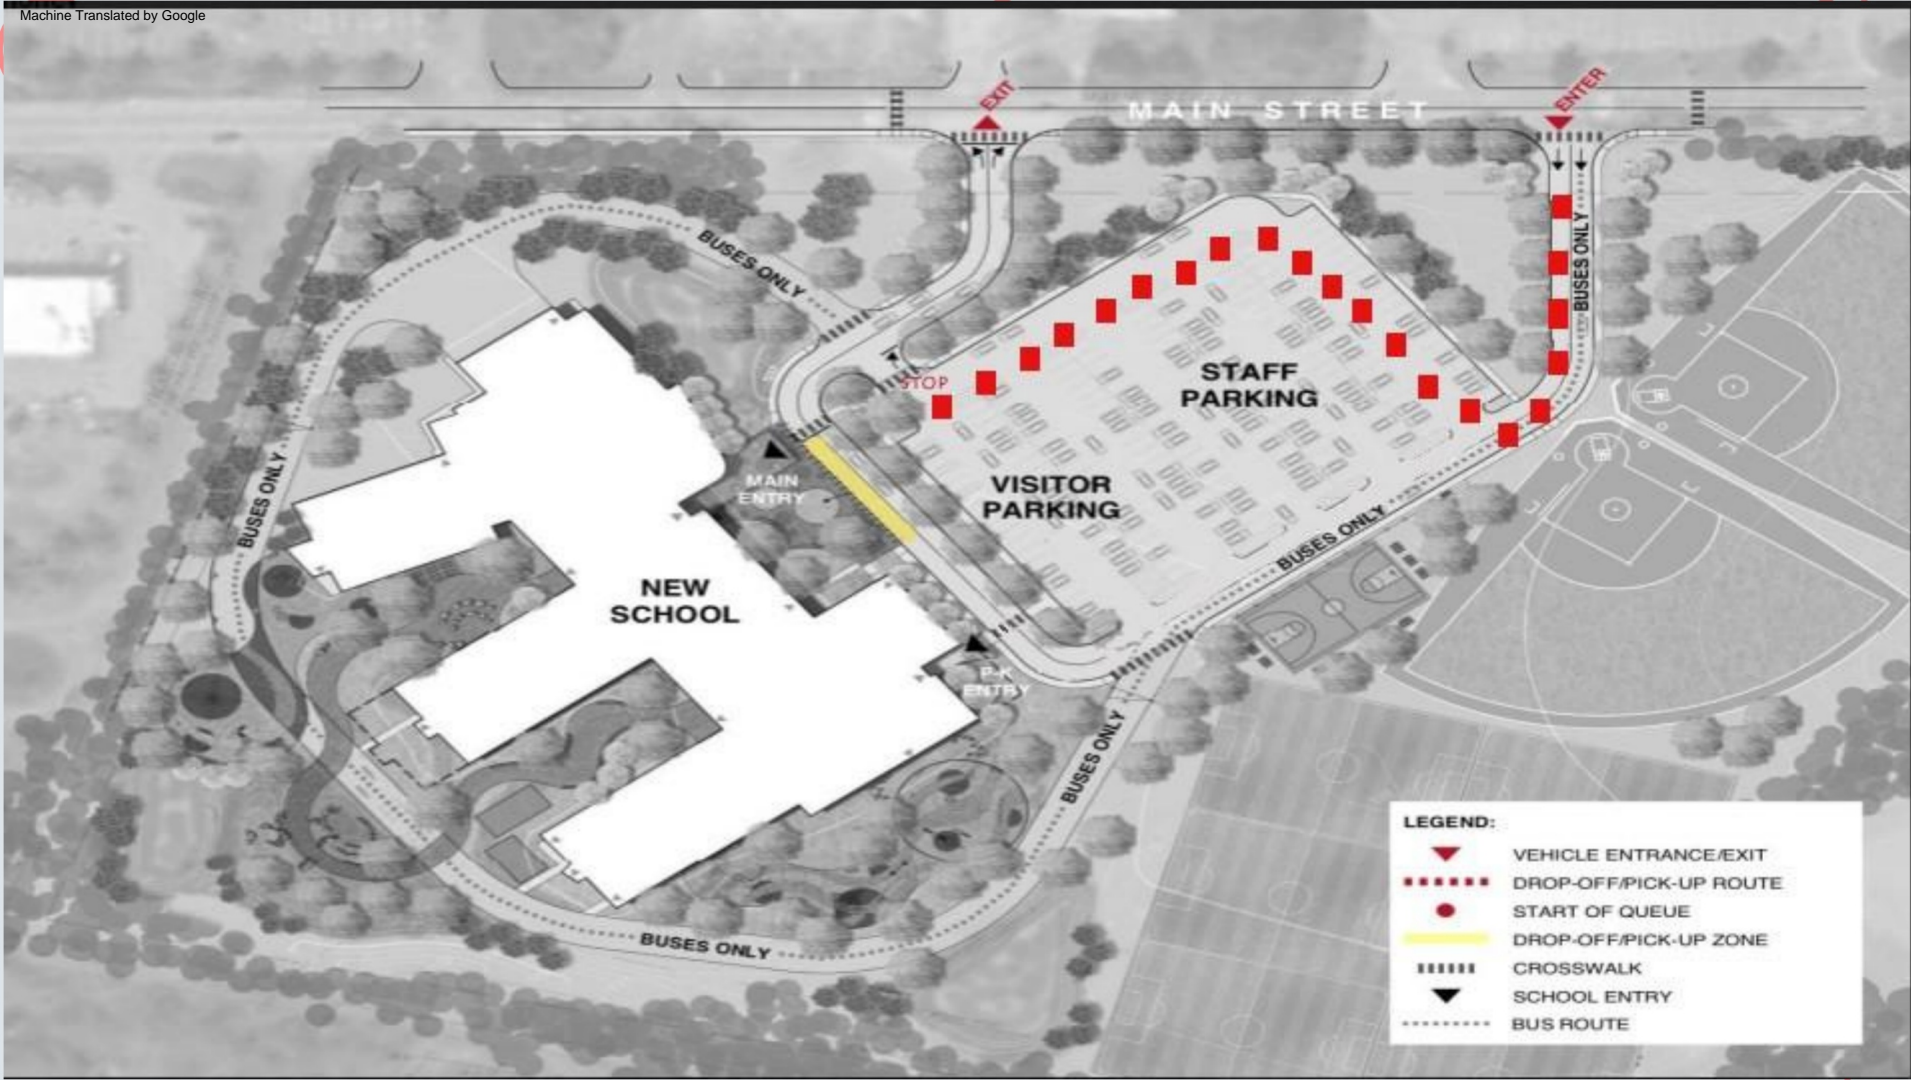 Machine Translated by Google
EXIT
MAIN STREET
ENTER
BUSES ONLY
BUSES ONLY
STOP
STAFF
PARKING
MAIN
ENTRY
VISITOR
PARKING
BUSES ONLY
BUSES ONLY
NEW
SCHOOL
P-K
ENTRY
BUSES ONLY
BUSES ONLY
LEGEND:
VEHICLE ENTRANCE/EXIT
DROP-OFF/PICK-UP ROUTE
START OF QUEUE
DROP-OFF/PICK-UP ZONE
CROSSWALK
SCHOOL ENTRY
BUS ROUTE